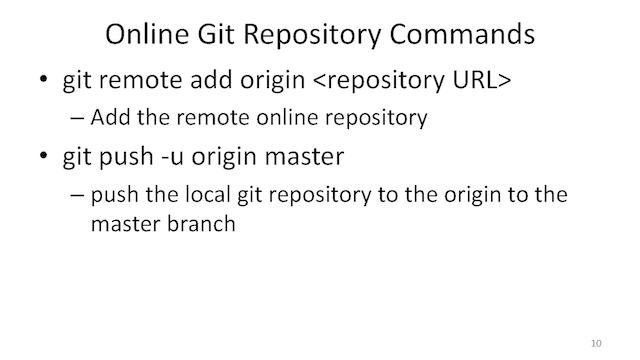 Online Git Repository Commands
• git remote add origin <repository URL>
– Add the remote online repository
• git push -u origin master
– push the local git repository to the origin to the
master branch
10